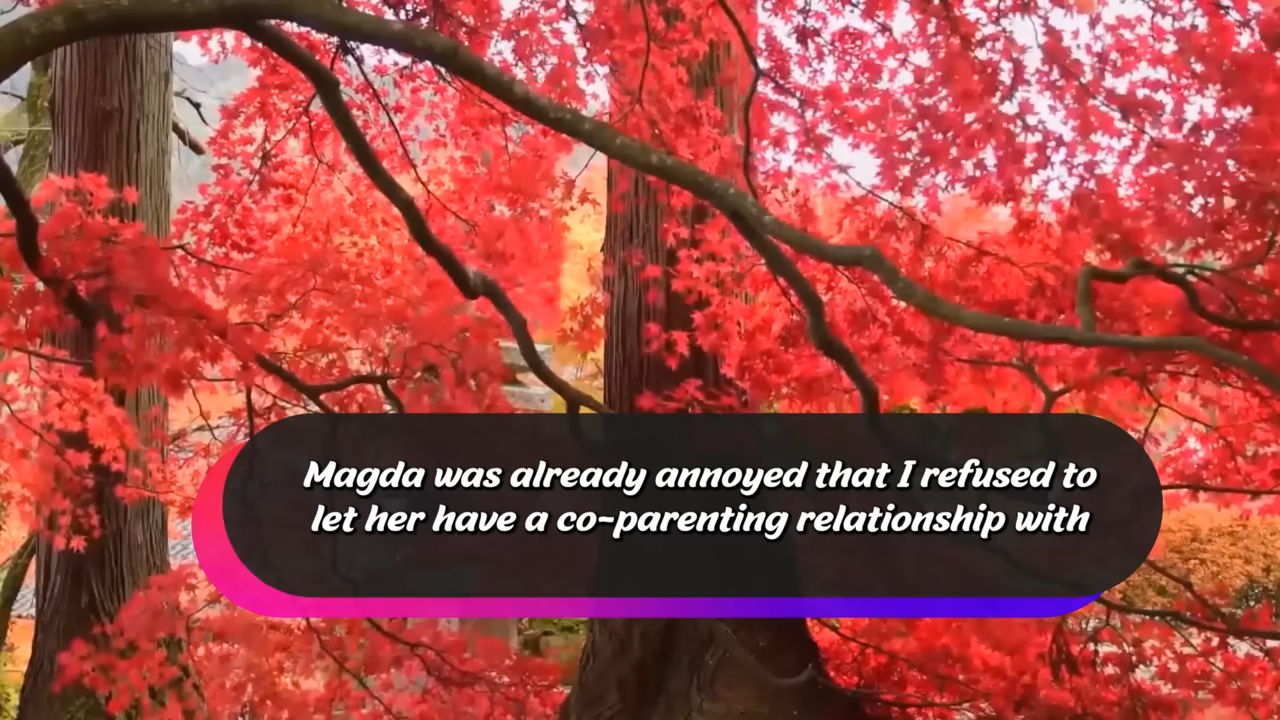 Magda was already annoyed that I refused to
let her have a co-parenting relationship with